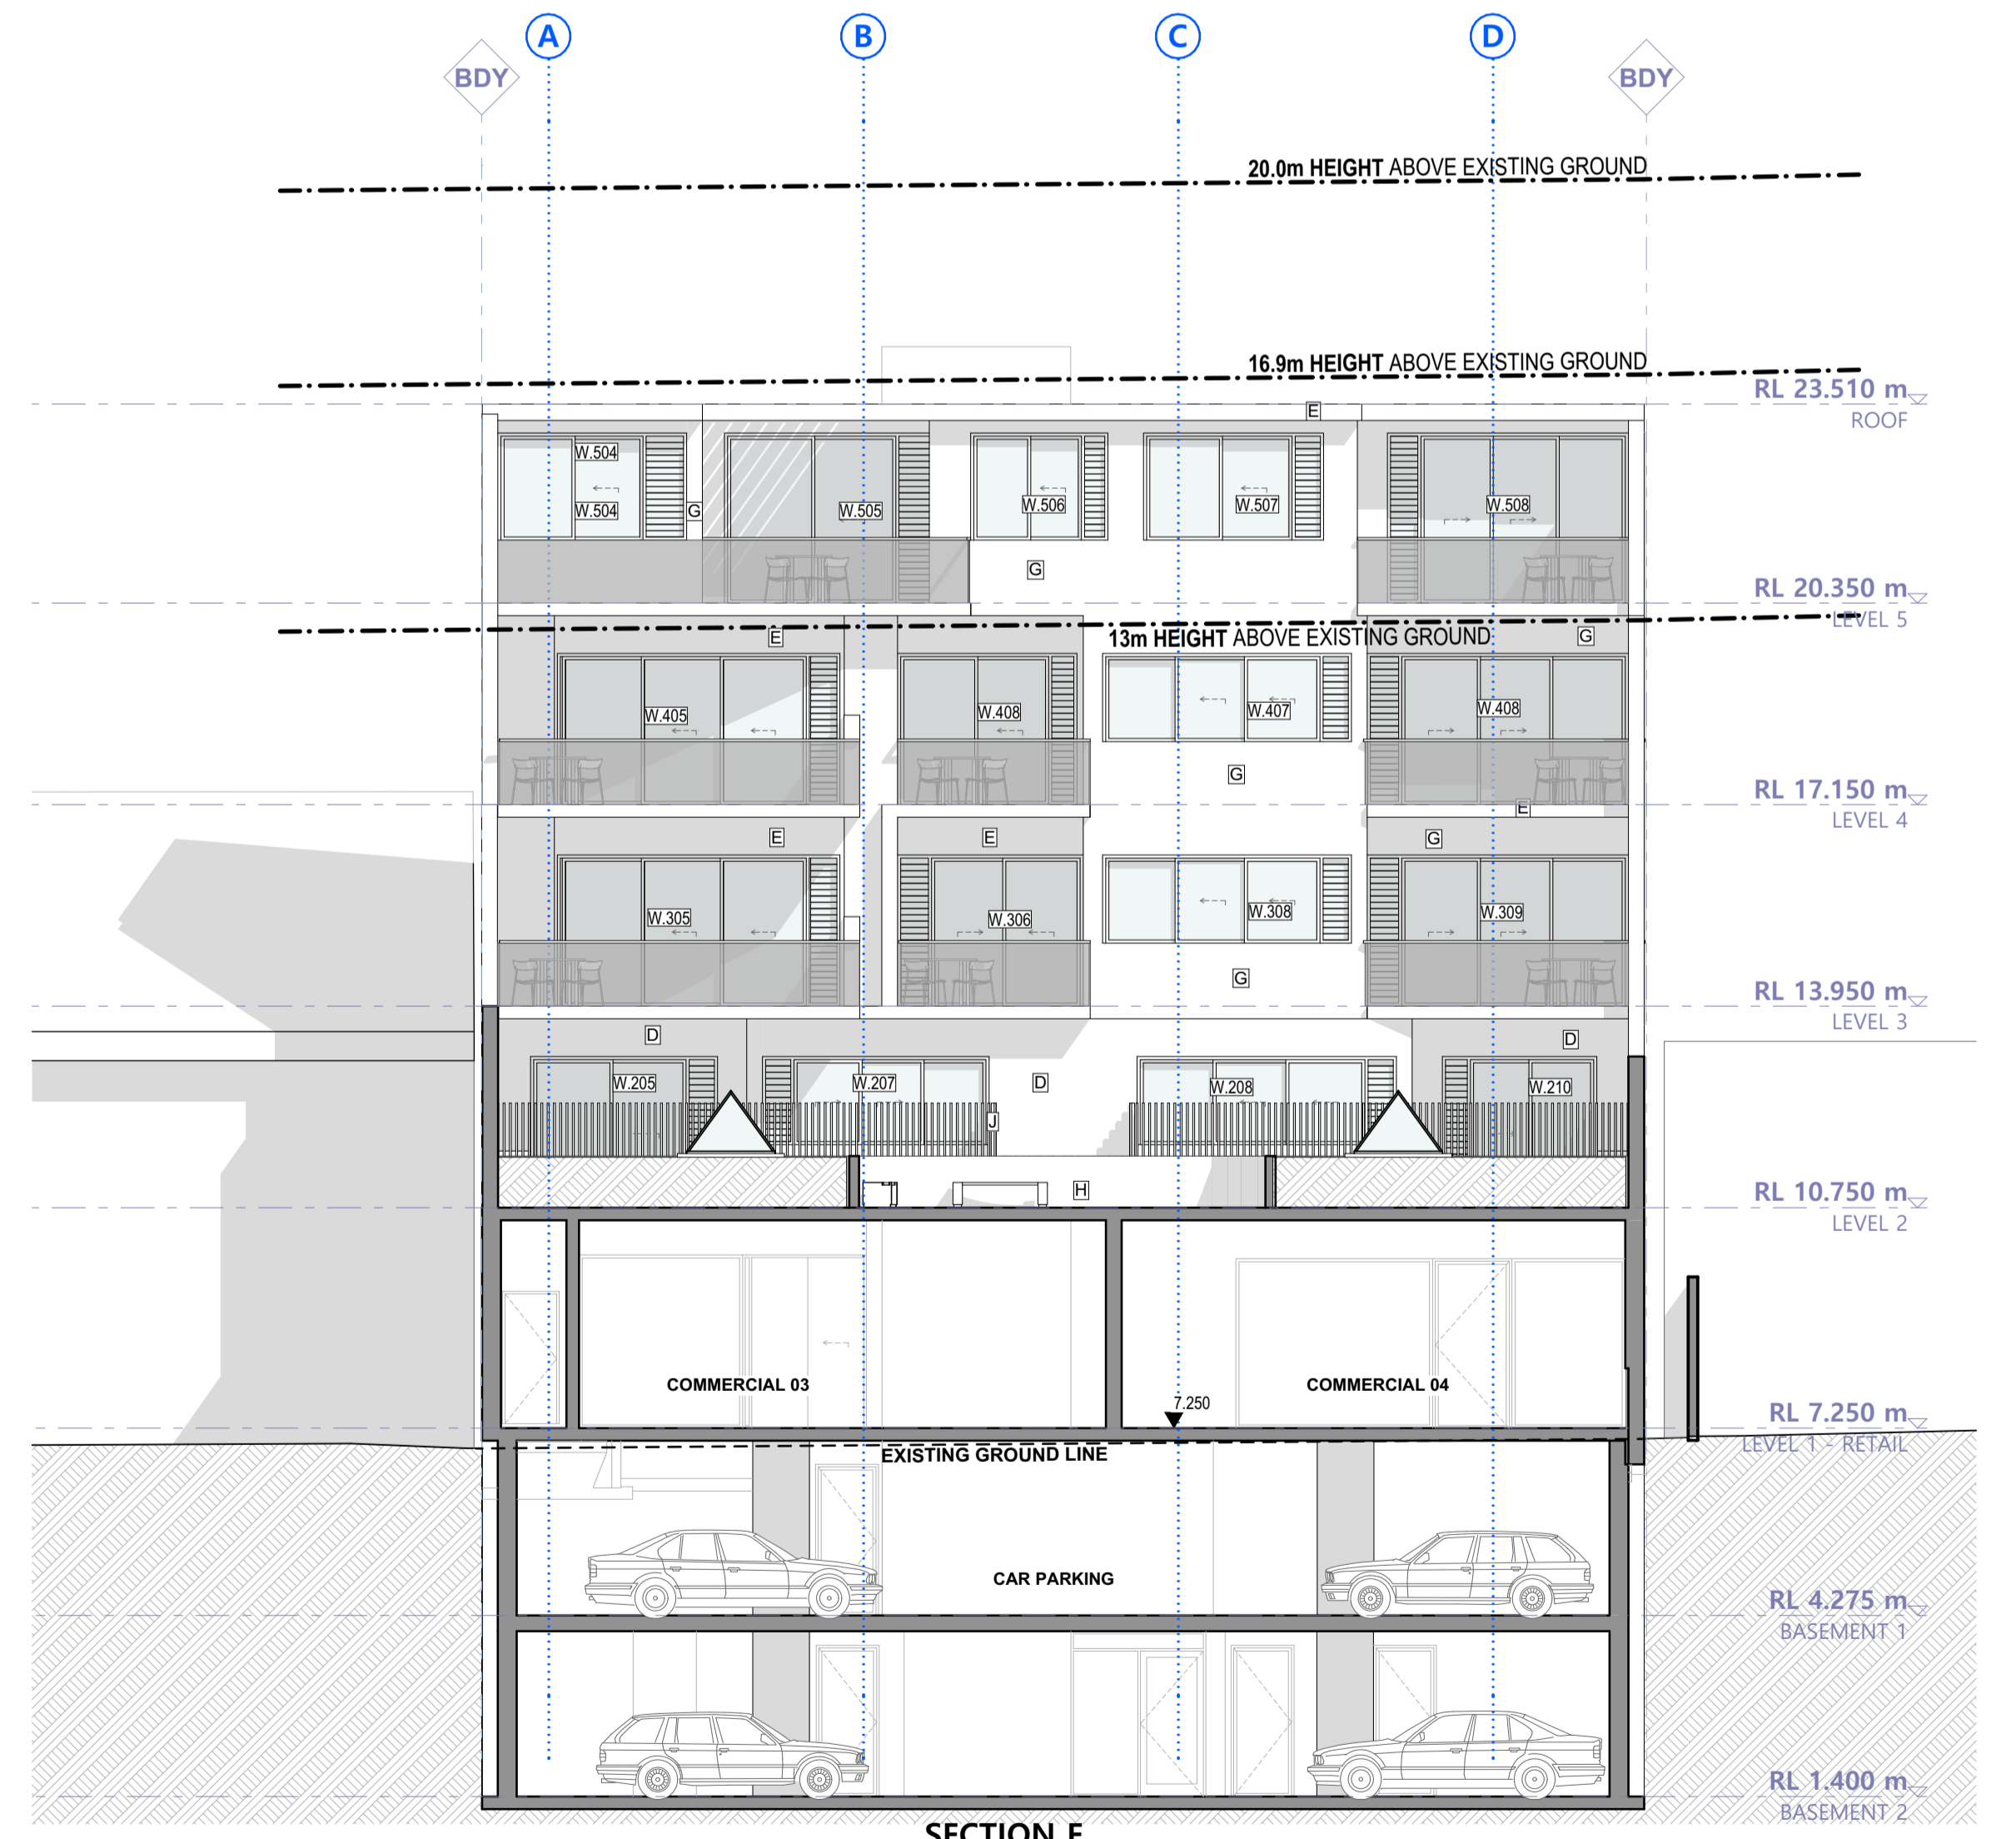 A B C D
BDY BDY
20.0m HEIGHT ABOVE EXISTING GROUND
16.9m HEIGHT ABOVE EXISTING GROUND
RL 23.510 m
ROOF
E
W.504
W.504
G
W.505
W.506
W.507
W.508
G
RL 20.350 m
LEVEL 5
E
13m HEIGHT ABOVE EXISTING GROUND
G
W.405
W.408
W.407
W.408
G
RL 17.150 m
LEVEL 4
E
E
E
G
W.305
W.306
W.308
W.309
G
RL 13.950 m
LEVEL 3
D
D
W.205
W.207
D
W.208
W.210
J
H
RL 10.750 m
LEVEL 2
COMMERCIAL 03
COMMERCIAL 04
7.250
RL 7.250 m
LEVEL 1 - RETAIL
EXISTING GROUND LINE
CAR PARKING
RL 4.275 m
BASEMENT 1
RL 1.400 m
BASEMENT 2